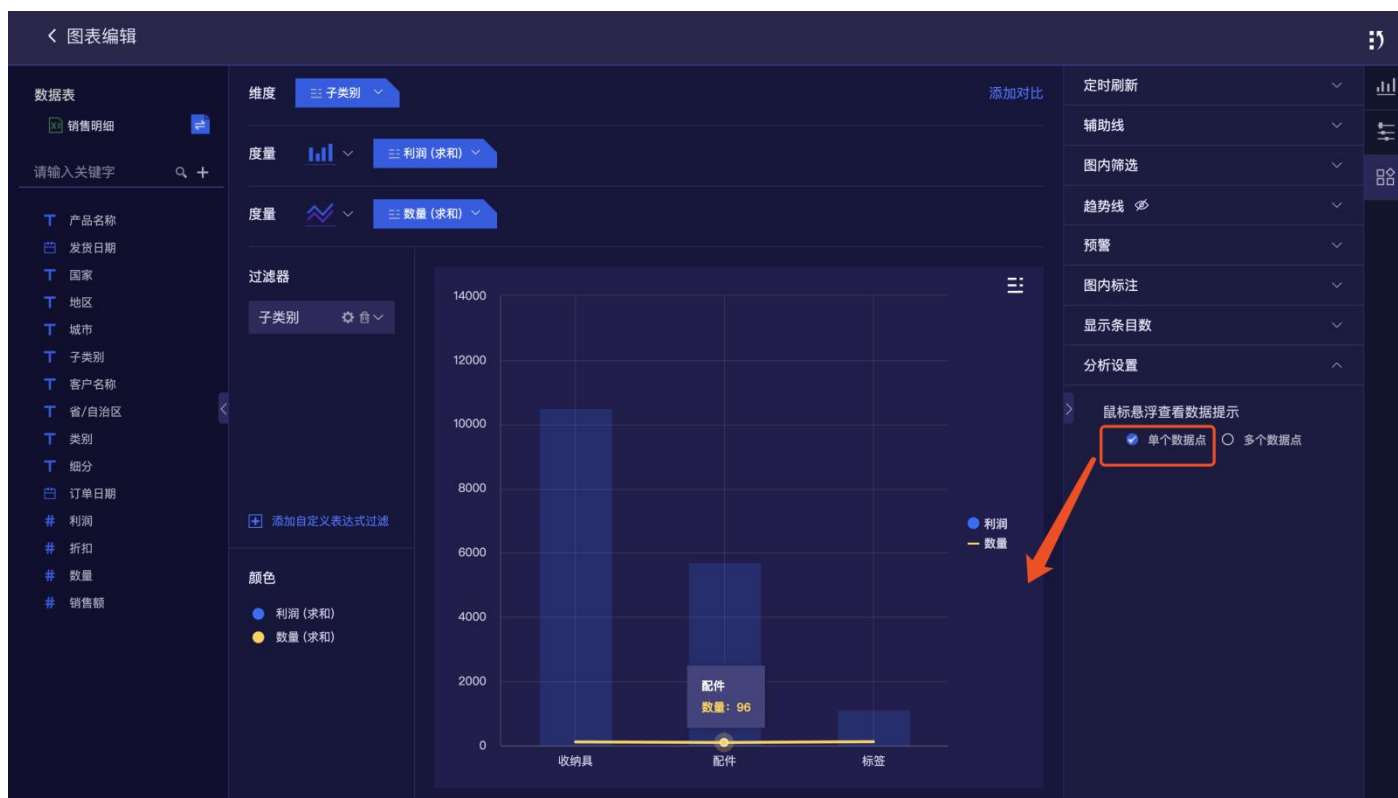 图表编辑
数据表
销售明细
请输入关键字
产品名称
发货日期
国家
地区
城市
子类别
客户名称
省/自治区
类别
细分
订单日期
利润
折扣
数量
销售额
维度 子类别 添加对比
度量 利润 (求和)
度量 数量 (求和)
过滤器
子类别
添加自定义表达式过滤
颜色
利润 (求和)
数量 (求和)
14000
12000
10000
8000
6000
4000
2000
0
配件
数量: 96
收纳具 配件 标签
利润
数量
定时刷新
辅助线
图内筛选
趋势线
预警
图内标注
显示条目数
分析设置
鼠标悬浮查看数据提示
单个数据点 多个数据点